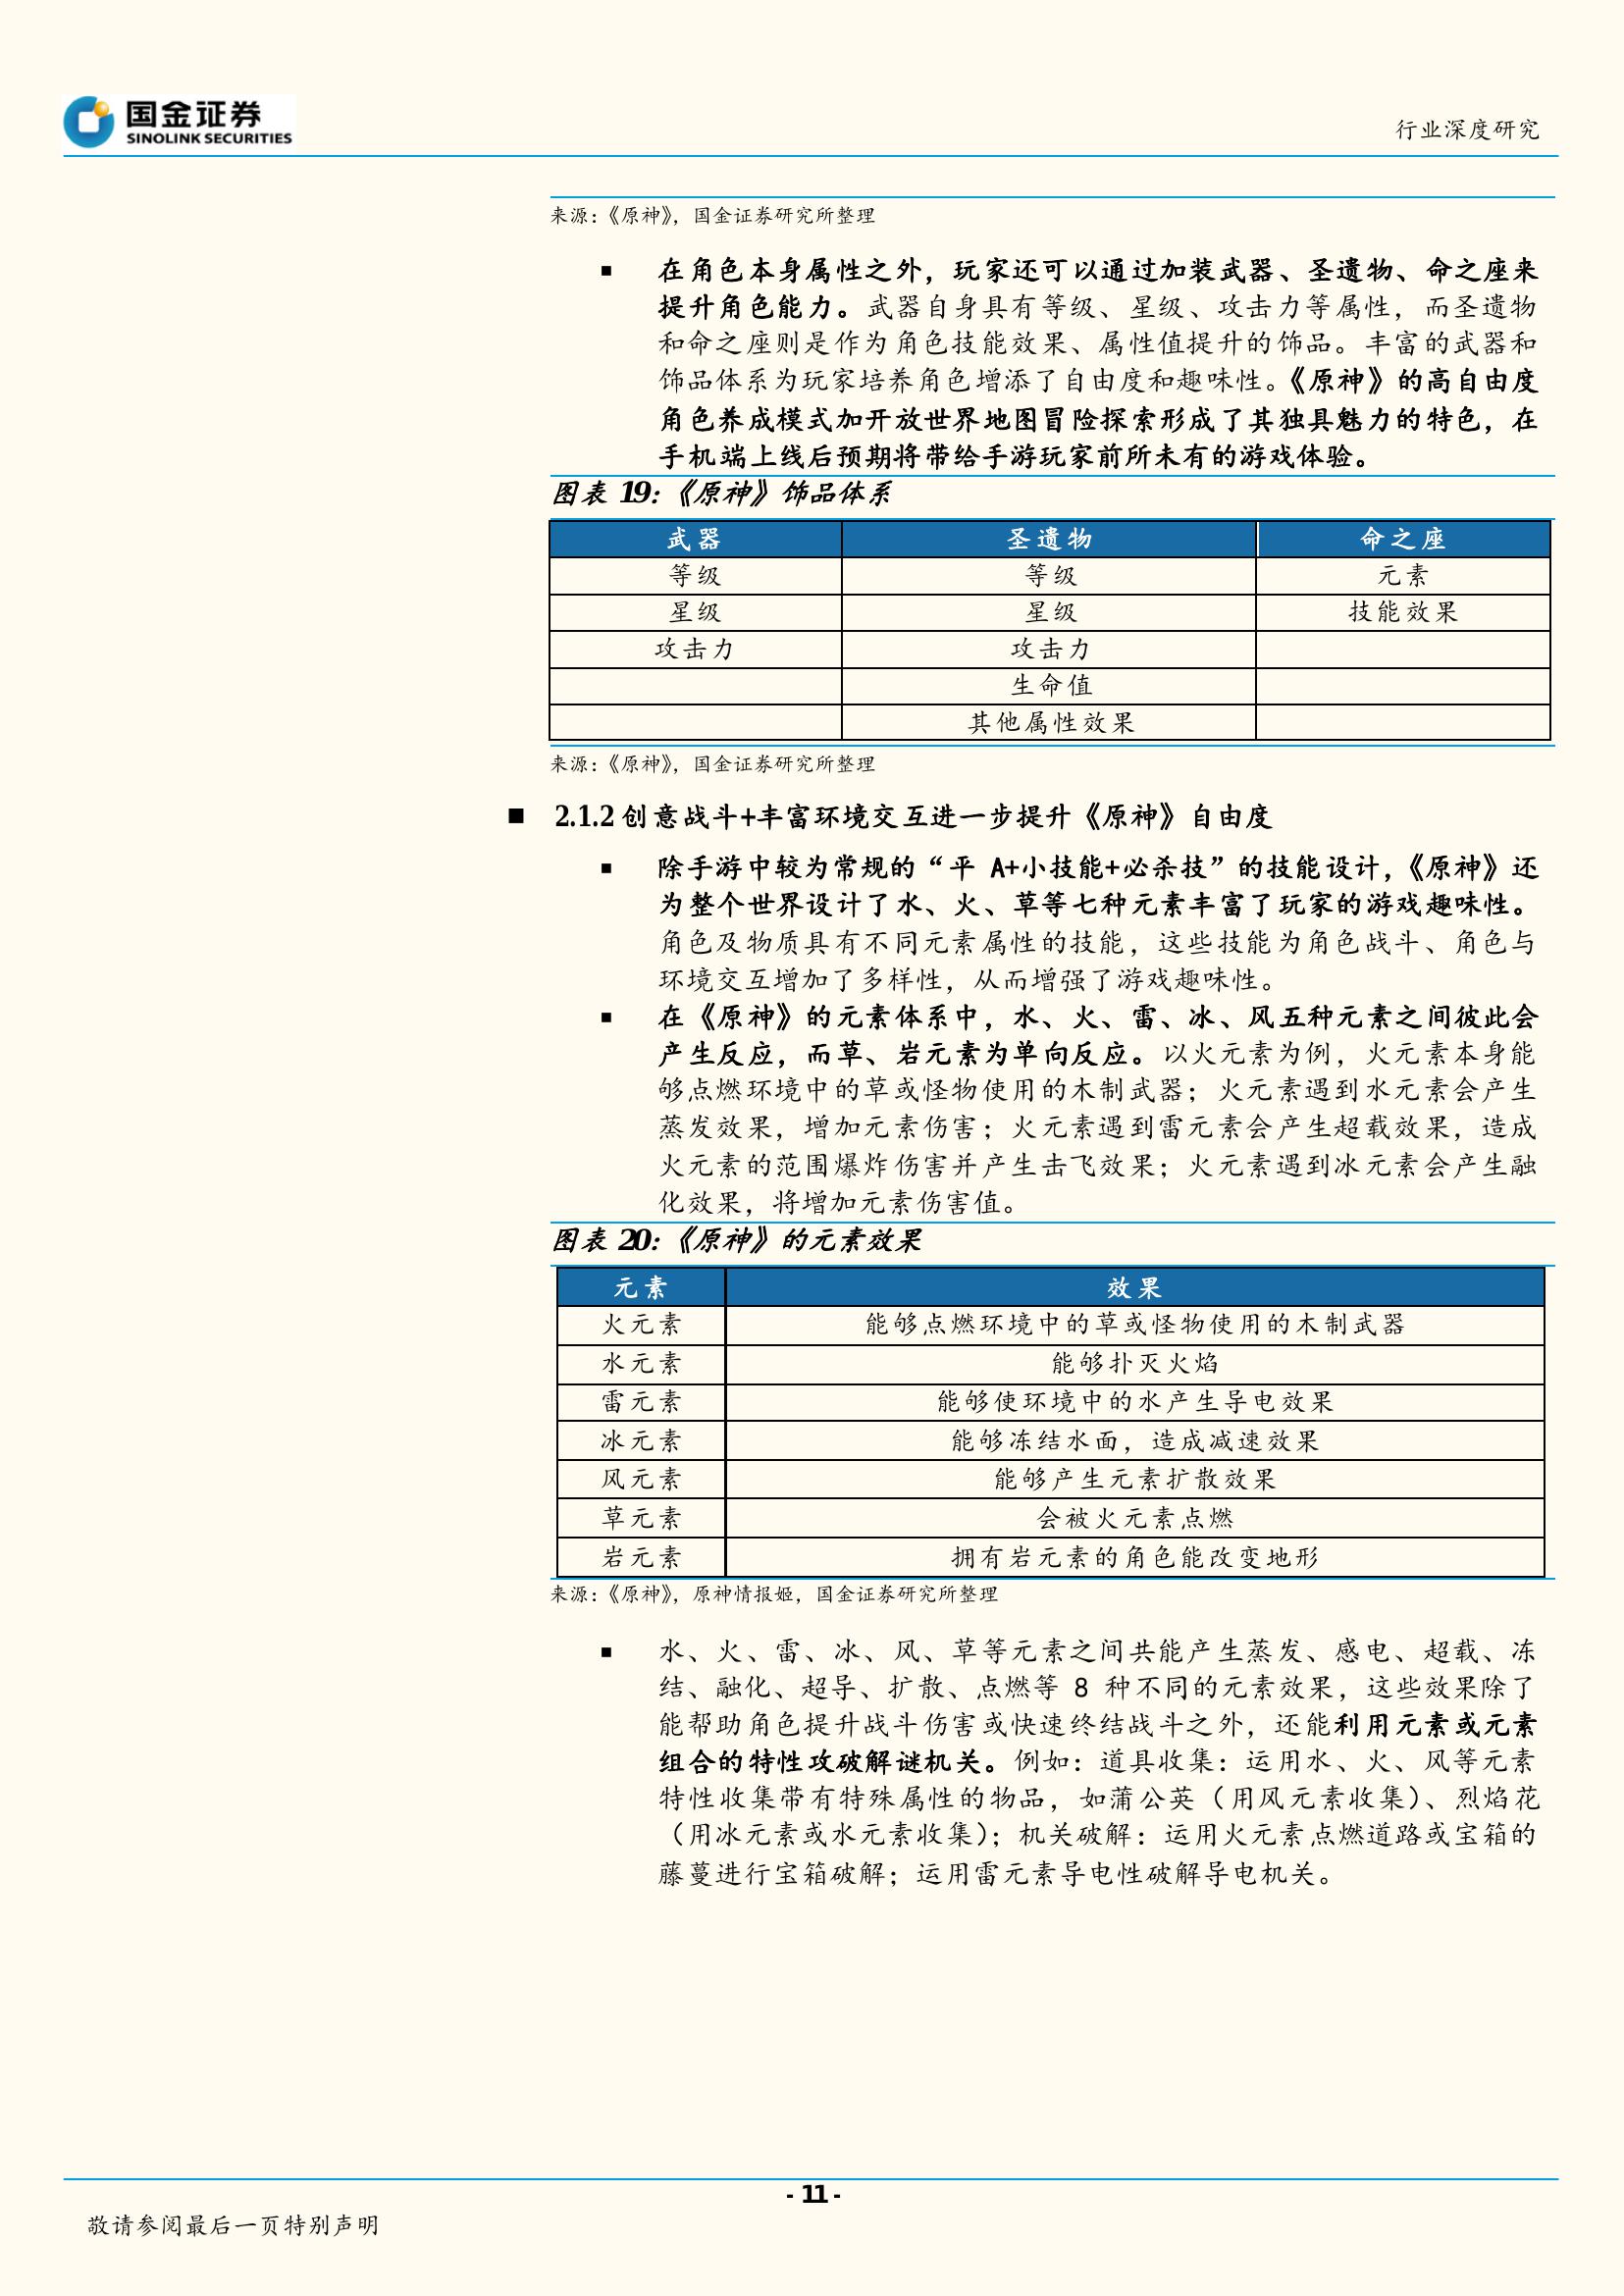 国金证券
SINOLINK SECURITIES
行业深度研究
来源：《原神》，国金证券研究所整理
■ 在角色本身属性之外，玩家还可以通过加装武器、圣遗物、命之座来
提升角色能力。武器自身具有等级、星级、攻击力等属性，而圣遗物
和命之座则是作为角色技能效果、属性值提升的饰品。丰富的武器和
饰品体系为玩家培养角色增添了自由度和趣味性。《原神》的高自由度
角色养成模式加开放世界地图冒险探索形成了其独具魅力的特色，在
手机端上线后预期将带给手游玩家前所未有的游戏体验。
图表 19：《原神》饰品体系
武器 圣遗物 命之座
等级 等级 元素
星级 星级 技能效果
攻击力 攻击力
生命值
其他属性效果
来源：《原神》，国金证券研究所整理
■ 2.1.2 创意战斗+丰富环境交互进一步提升《原神》自由度
■ 除手游中较为常规的“平 A+小技能+必杀技”的技能设计，《原神》还
为整个世界设计了水、火、草等七种元素丰富了玩家的游戏趣味性。
角色及物质具有不同元素属性的技能，这些技能为角色战斗、角色与
环境交互增加了多样性，从而增强了游戏趣味性。
■ 在《原神》的元素体系中，水、火、雷、冰、风五种元素之间彼此会
产生反应，而草、岩元素为单向反应。以火元素为例，火元素本身能
够点燃环境中的草或怪物使用的木制武器；火元素遇到水元素会产生
蒸发效果，增加元素伤害；火元素遇到雷元素会产生超载效果，造成
火元素的范围爆炸伤害并产生击飞效果；火元素遇到冰元素会产生融
化效果，将增加元素伤害值。
图表 20：《原神》的元素效果
元素 效果
火元素 能够点燃环境中的草或怪物使用的木制武器
水元素 能够扑灭火焰
雷元素 能够使环境中的水产生导电效果
冰元素 能够冻结水面，造成减速效果
风元素 能够产生元素扩散效果
草元素 会被火元素点燃
岩元素 拥有岩元素的角色能改变地形
来源：《原神》，原神情报姬，国金证券研究所整理
■ 水、火、雷、冰、风、草等元素之间共能产生蒸发、感电、超载、冻
结、融化、超导、扩散、点燃等 8 种不同的元素效果，这些效果除了
能帮助角色提升战斗伤害或快速终结战斗之外，还能利用元素或元素
组合的特性攻破解谜机关。例如：道具收集：运用水、火、风等元素
特性收集带有特殊属性的物品，如蒲公英（用风元素收集）、烈焰花
（用冰元素或水元素收集）；机关破解：运用火元素点燃道路或宝箱的
藤蔓进行宝箱破解；运用雷元素导电性破解导电机关。
- 11 -
敬请参阅最后一页特别声明